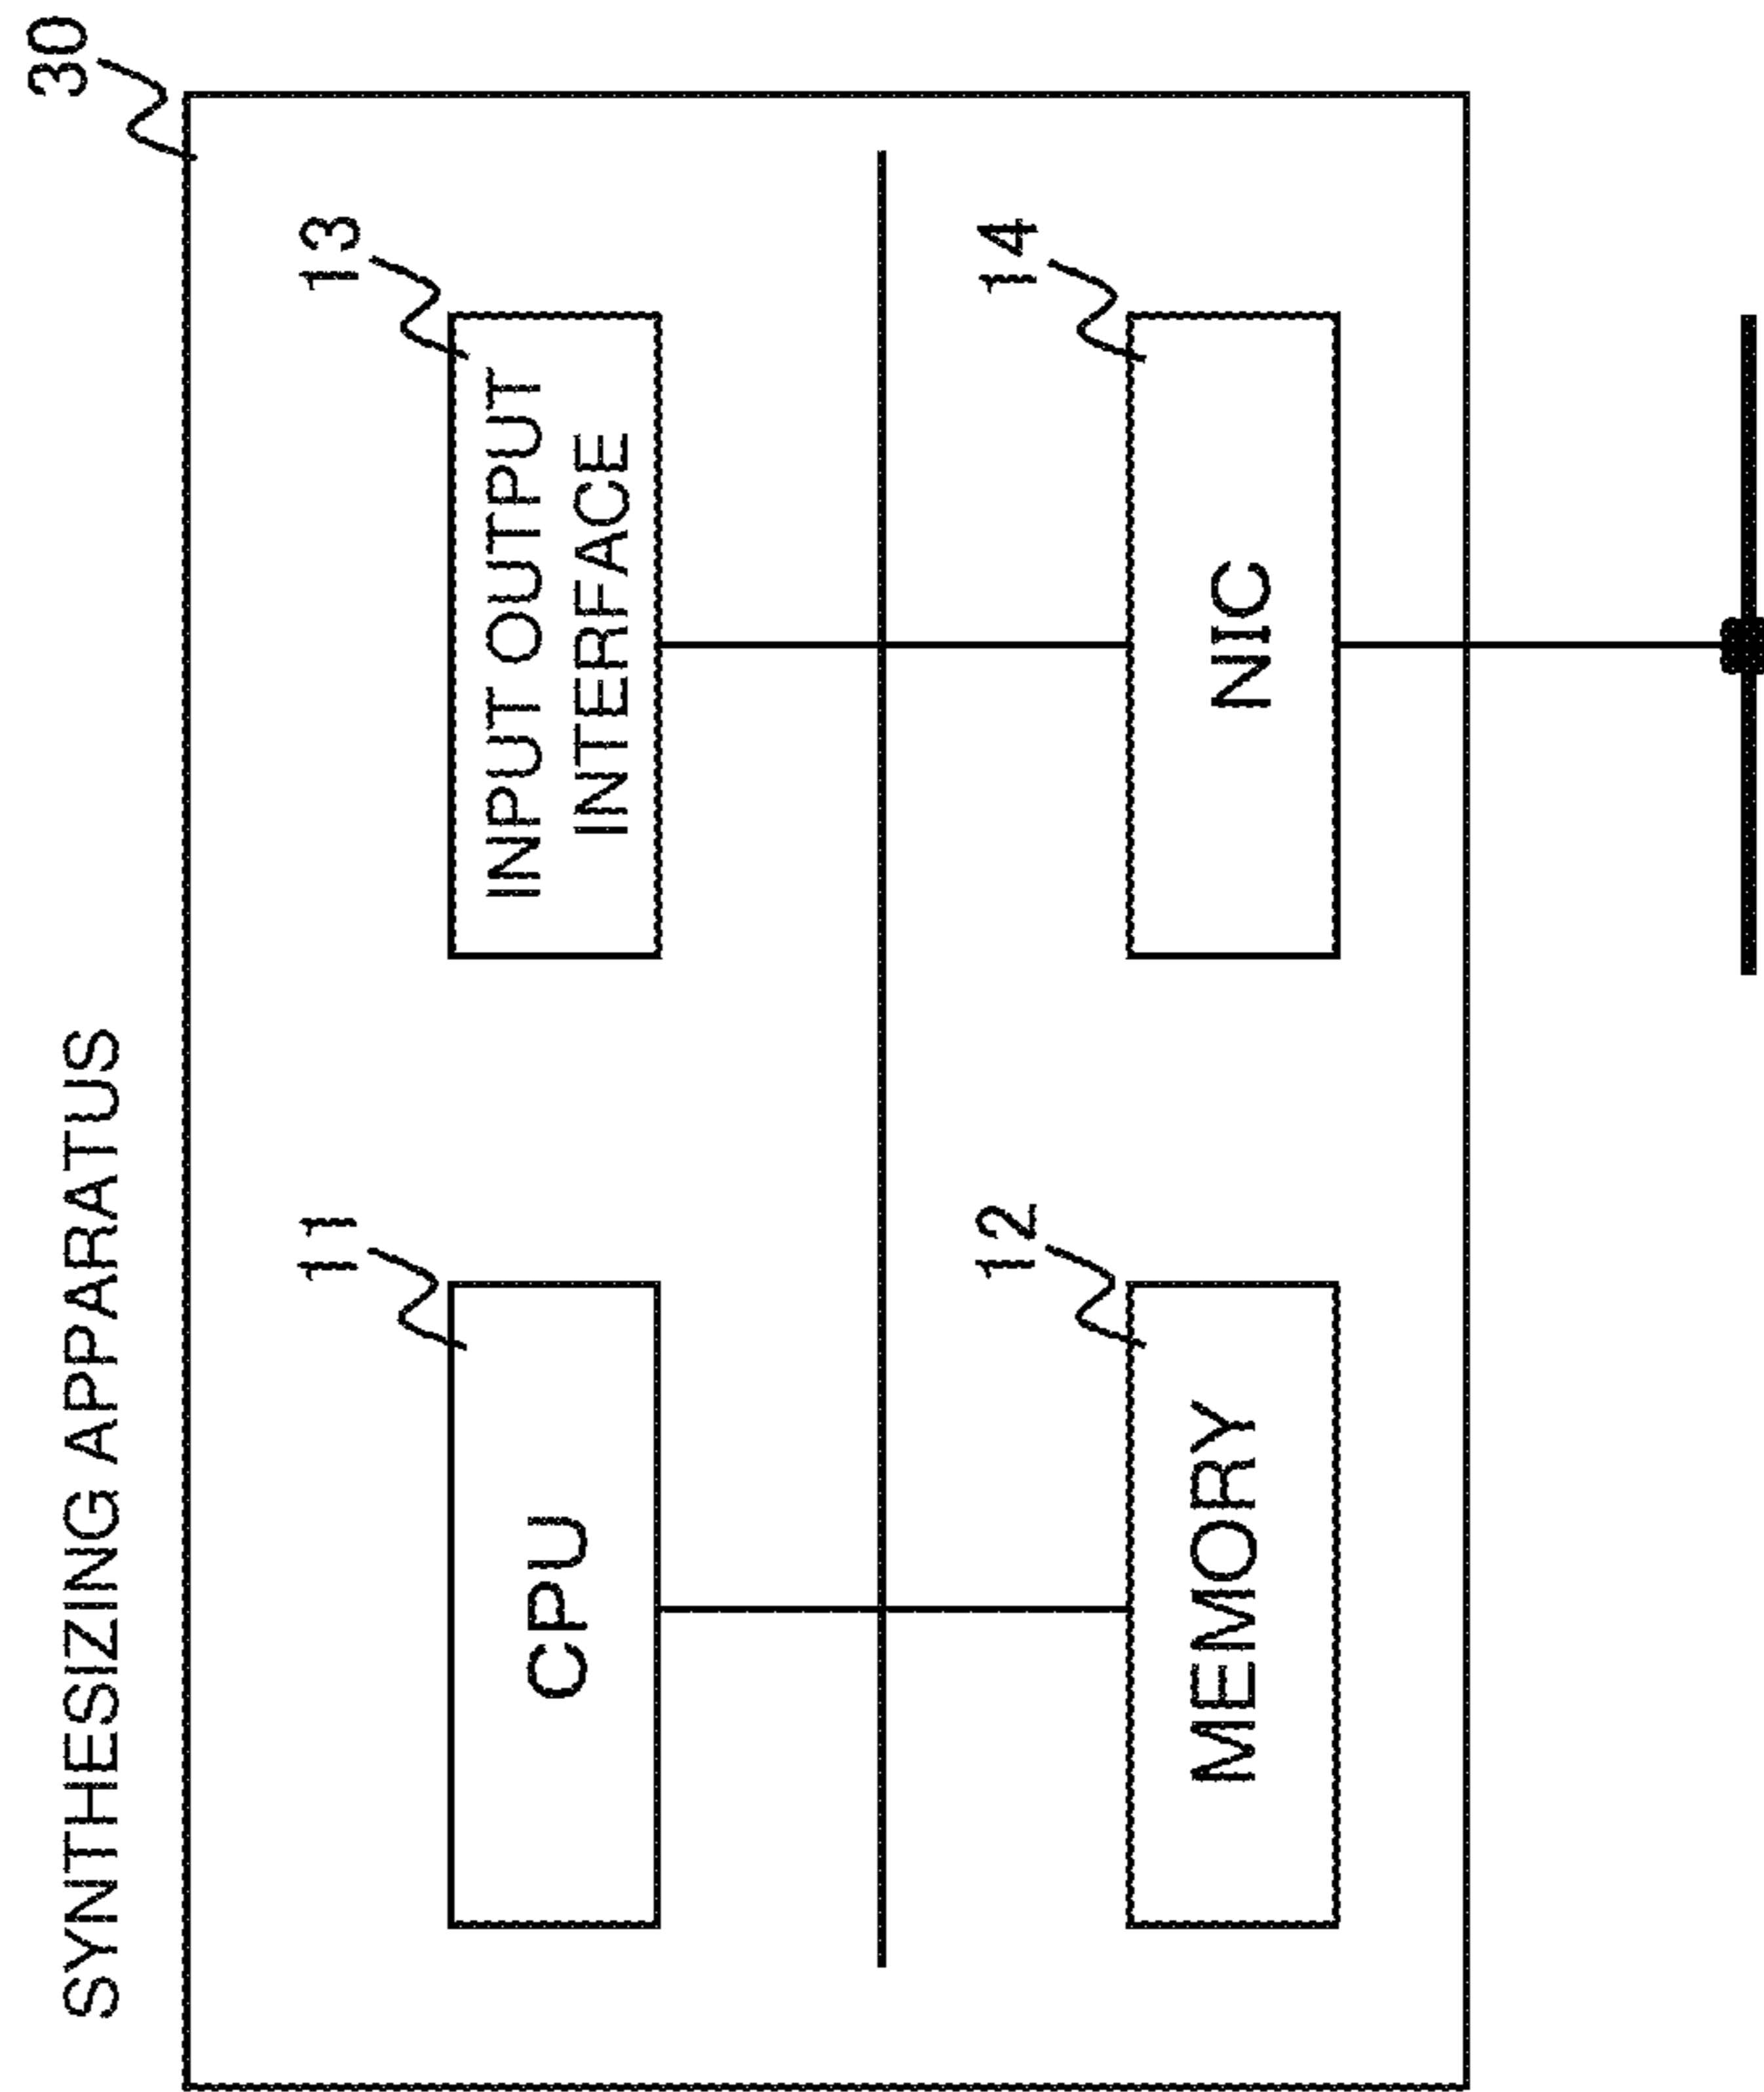 SYNTHESIZING APPARATUS
30
11
CPU
13
INPUT OUTPUT
INTERFACE
12
MEMORY
14
NIC